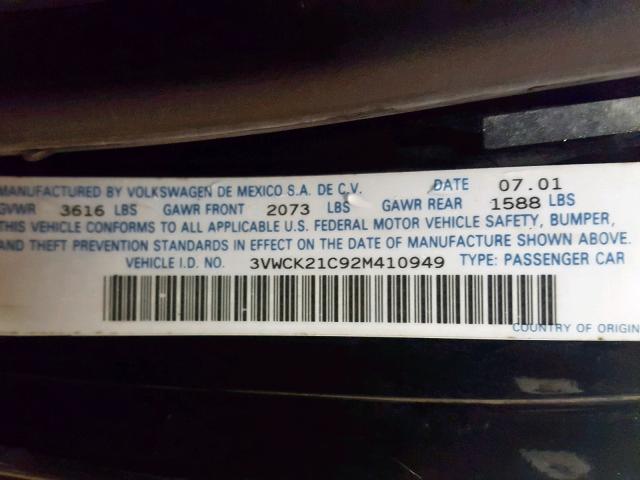 MANUFACTURED BY VOLKSWAGEN DE MEXICO S.A. DE C.V. DATE 07.01
GVWR 3616 LBS GAWR FRONT 2073 LBS GAWR REAR 1588 LBS
THIS VEHICLE CONFORMS TO ALL APPLICABLE U.S. FEDERAL MOTOR VEHICLE SAFETY, BUMPER,
AND THEFT PREVENTION STANDARDS IN EFFECT ON THE DATE OF MANUFACTURE SHOWN ABOVE.
VEHICLE I.D. NO. 3VWCK21C92M410949 TYPE: PASSENGER CAR
COUNTRY OF ORIGIN